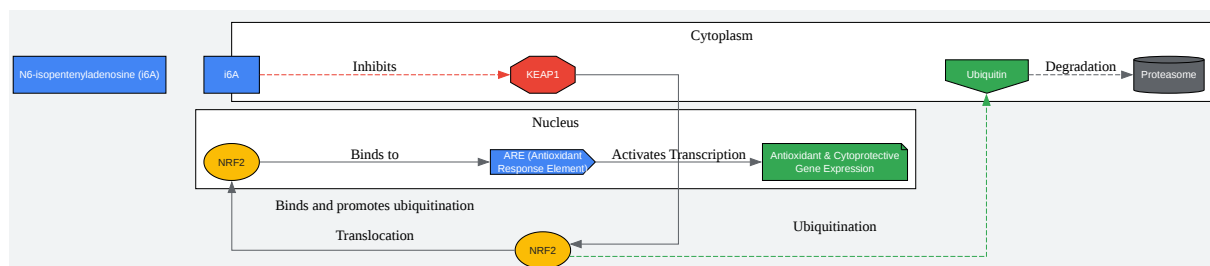 Cytoplasm
N6-isopentenyladenosine (i6A)
i6A
Inhibits
KEAP1
Ubiquitin
Degradation
Proteasome
Nucleus
NRF2
Binds to
ARE (Antioxidant
Response Element)
Activates Transcription
Antioxidant & Cytoprotective
Gene Expression
Binds and promotes ubiquitination
Translocation
NRF2
Ubiquitination